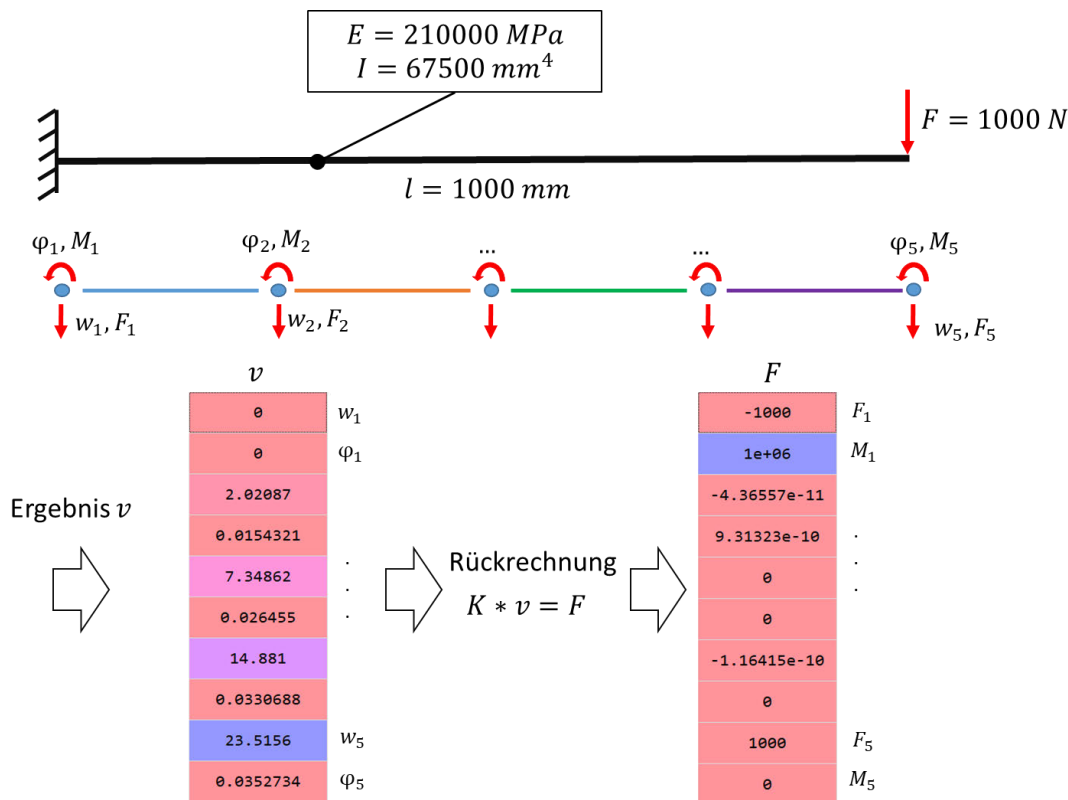 E = 210000 MPa
I = 67500 mm⁴
F = 1000 N
l = 1000 mm
φ₁, M₁
φ₂, M₂
...
...
φ₅, M₅
w₁, F₁
w₂, F₂
w₅, F₅
v
F
0 w₁
0 φ₁
2.02087
0.0154321
7.34862
0.026455
14.881
0.0330688
23.5156 w₅
0.0352734 φ₅
.
.
.
Ergebnis v
Rückrechnung
K * v = F
-1000 F₁
1e+06 M₁
-4.36557e-11
9.31323e-10
0
0
-1.16415e-10
0
1000 F₅
0 M₅
.
.
.